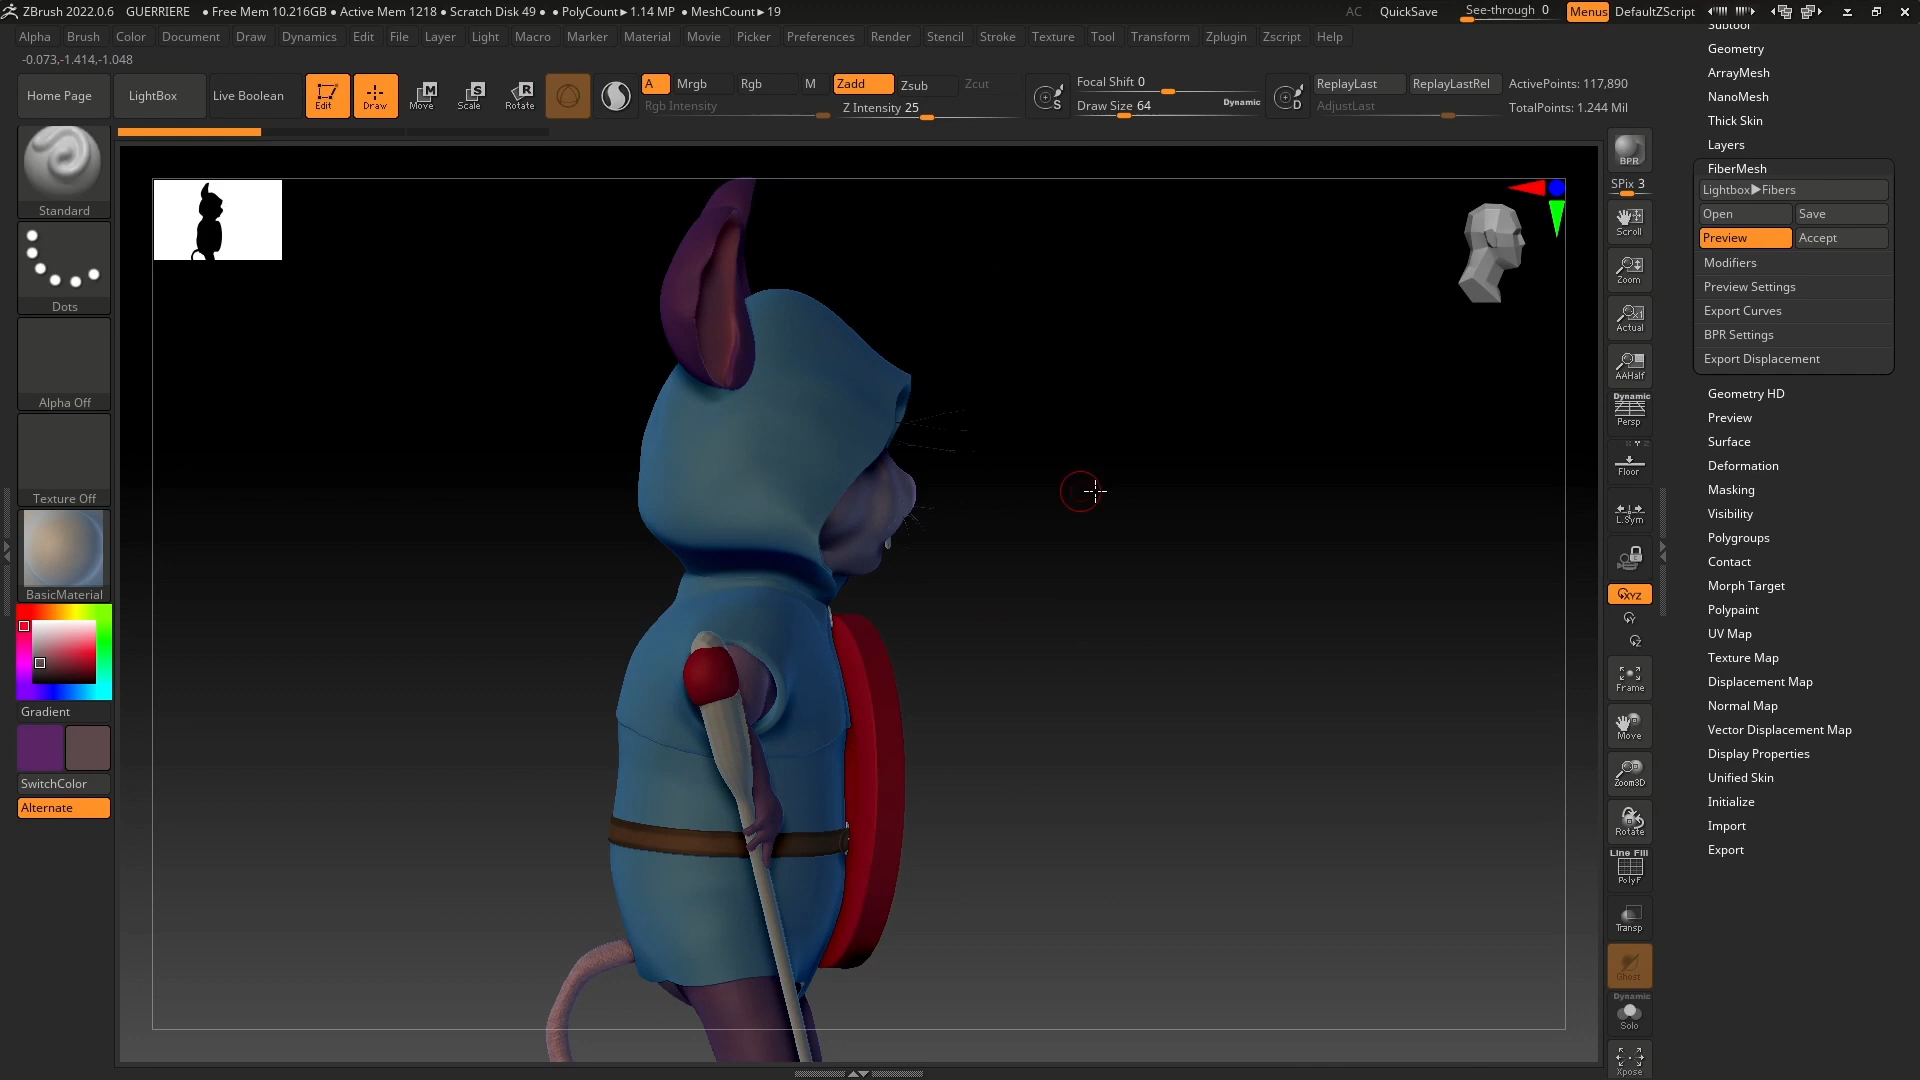 ZBrush 2022.0.6 GUERRIERE • Free Mem 10.216GB • Active Mem 1218 • Scratch Disk 49 • • PolyCount▶1.14 MP • MeshCount▶19 AC QuickSave See-through 0 Menus DefaultZScript
Alpha Brush Color Document Draw Dynamics Edit File Layer Light Macro Marker Material Movie Picker Preferences Render Stencil Stroke Texture Tool Transform Zplugin Zscript Help
-0.073,-1.414,-1.048
Home Page LightBox Live Boolean Edit Draw Move Scale Rotate
M S R
A Mrgb Rgb M Zadd Zsub Zcut
Rgb Intensity Z Intensity 25
S Focal Shift 0
Draw Size 64 Dynamic
D ReplayLast ReplayLastRel ActivePoints: 117,890
AdjustLast TotalPoints: 1.244 Mil
Standard
Dots
Alpha Off
Texture Off
BasicMaterial
Gradient
SwitchColor
Alternate
BPR
SPix 3
Scroll
Zoom
Actual
AAHalf
Dynamic
Persp
Floor
L.Sym
XYZ
Y
Z
Frame
Move
Zoom3D
Rotate
Line Fill
PolyF
Transp
Ghost
Dynamic
Solo
Xpose
Subtool
Geometry
ArrayMesh
NanoMesh
Thick Skin
Layers
FiberMesh
Lightbox▶Fibers
Open Save
Preview Accept
Modifiers
Preview Settings
Export Curves
BPR Settings
Export Displacement
Geometry HD
Preview
Surface
Deformation
Masking
Visibility
Polygroups
Contact
Morph Target
Polypaint
UV Map
Texture Map
Displacement Map
Normal Map
Vector Displacement Map
Display Properties
Unified Skin
Initialize
Import
Export